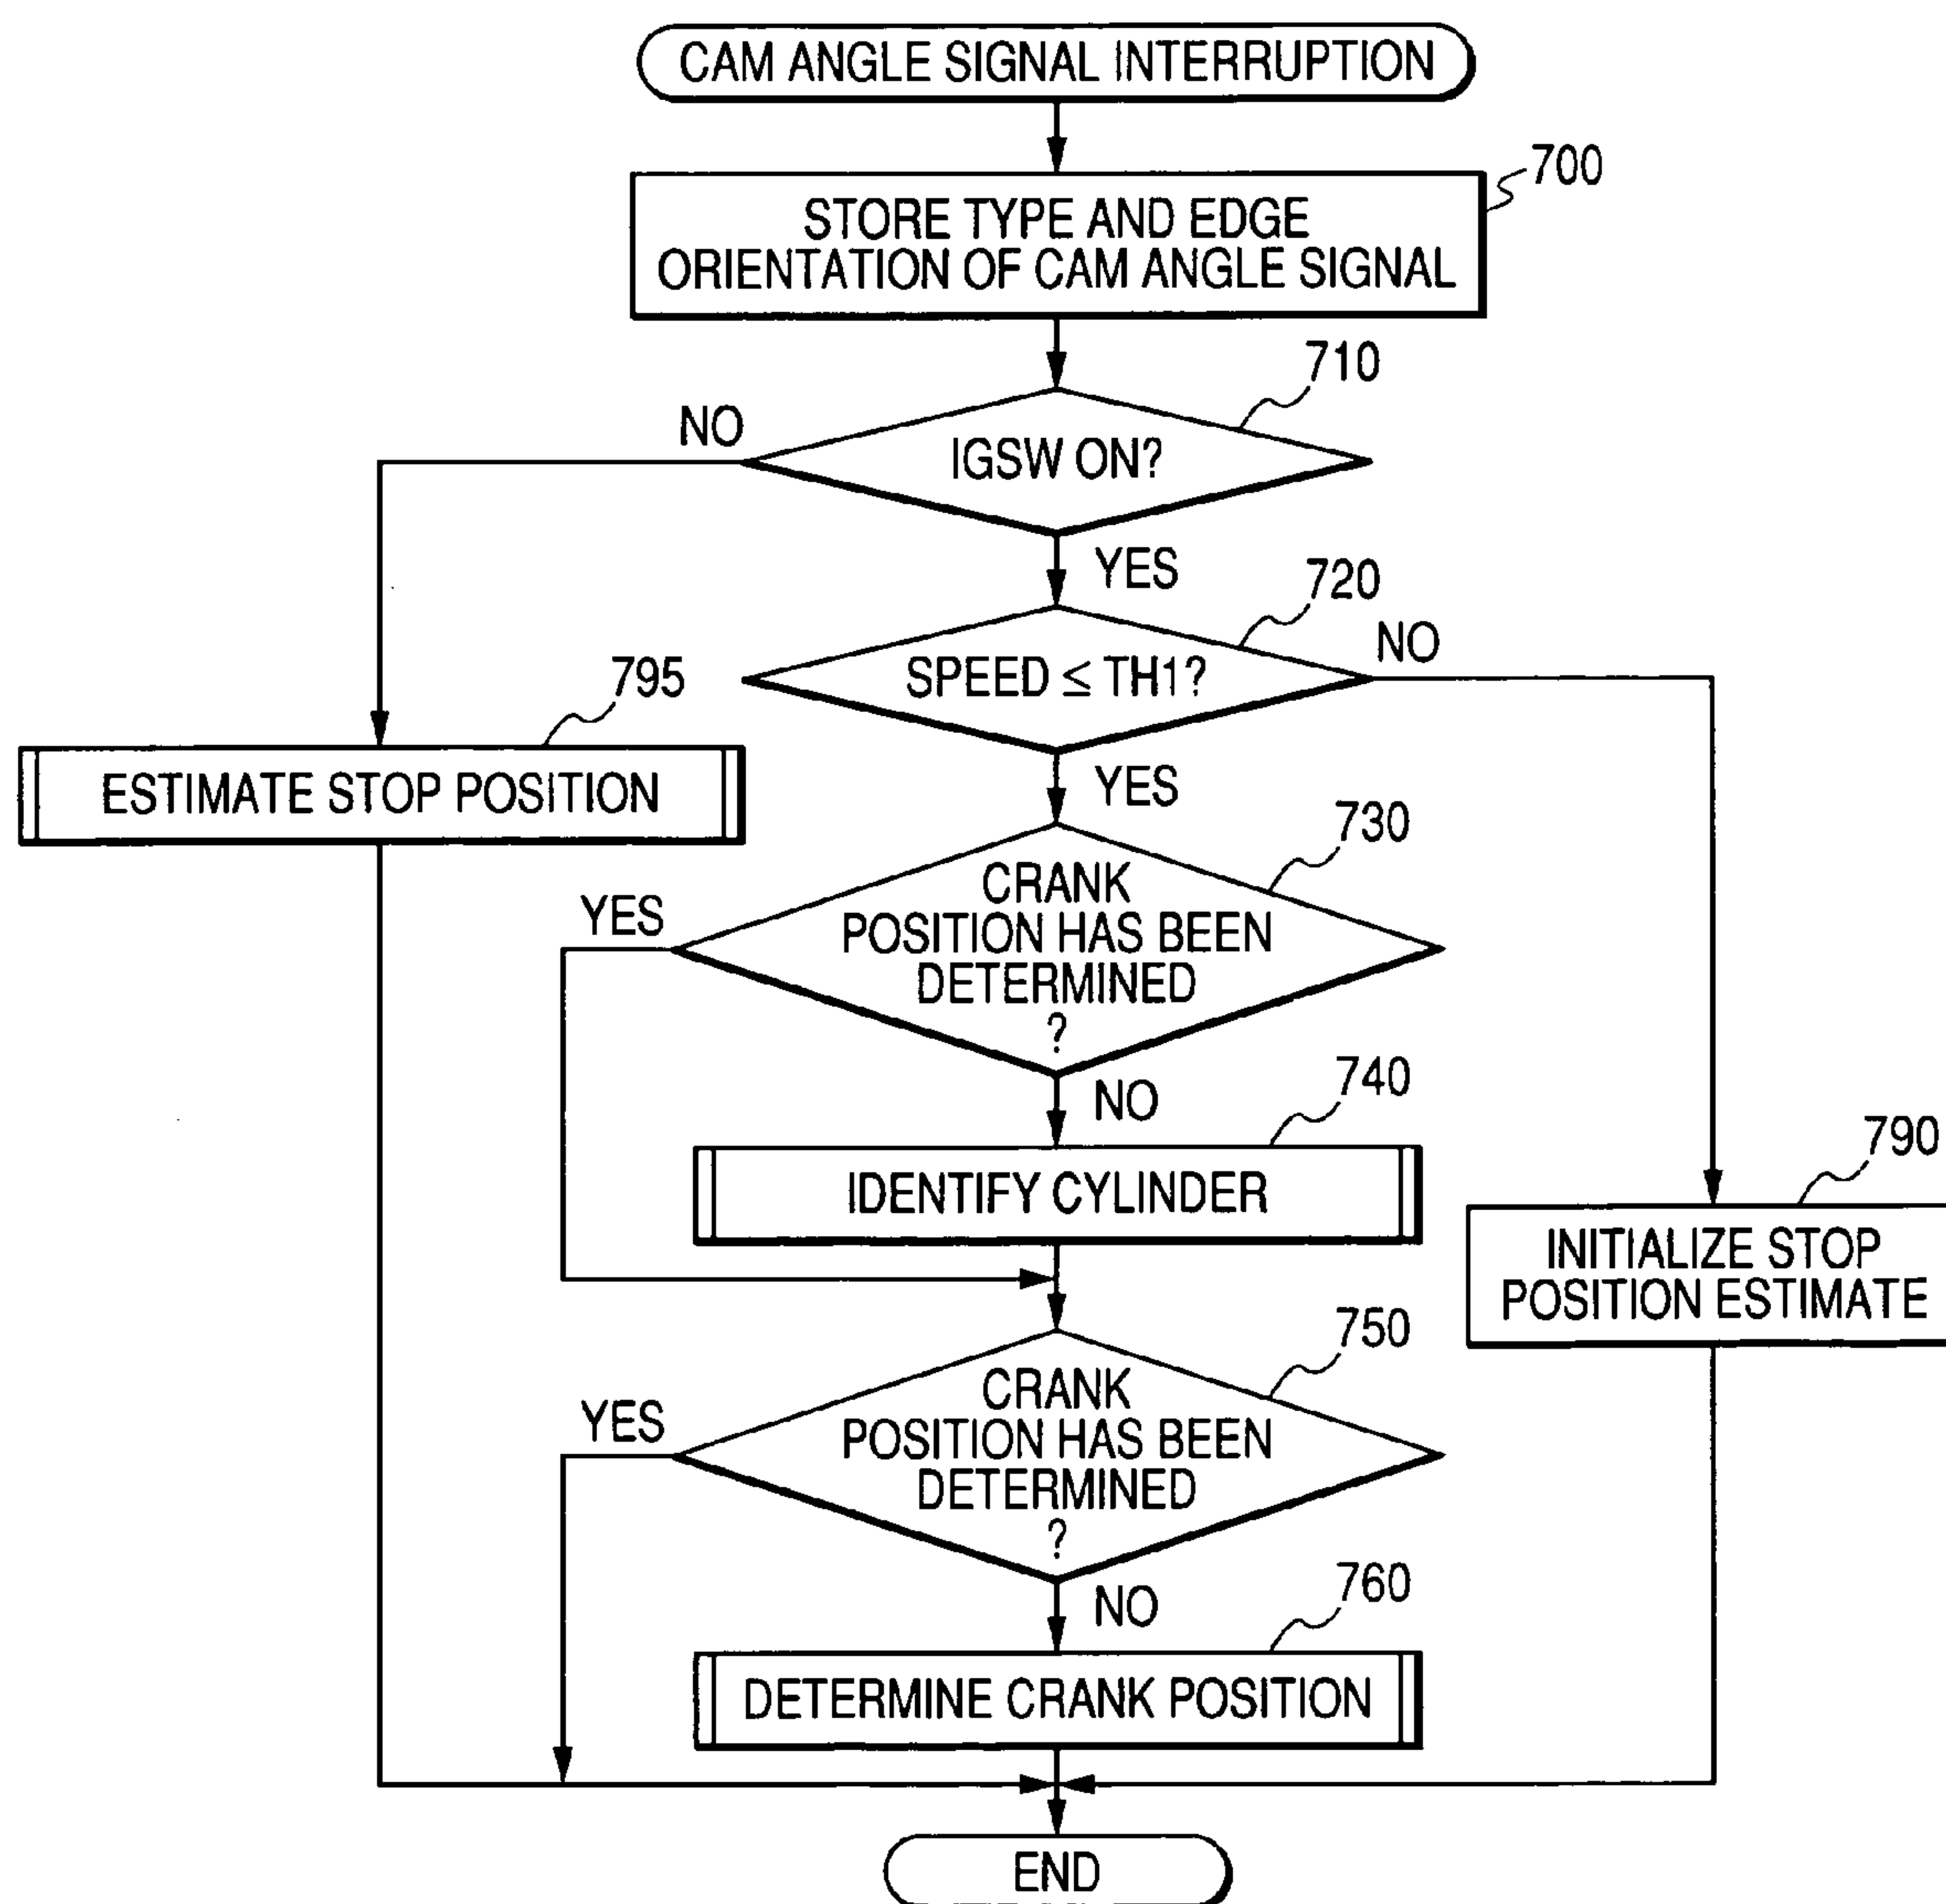 CAM ANGLE SIGNAL INTERRUPTION
700
STORE TYPE AND EDGE
ORIENTATION OF CAM ANGLE SIGNAL
710
NO
IGSW ON?
YES
720
NO
SPEED ≤ TH1?
795
ESTIMATE STOP POSITION
YES
730
CRANK
POSITION HAS BEEN
DETERMINED
?
YES
NO
740
IDENTIFY CYLINDER
790
INITIALIZE STOP
POSITION ESTIMATE
750
CRANK
POSITION HAS BEEN
DETERMINED
?
YES
NO
760
DETERMINE CRANK POSITION
END